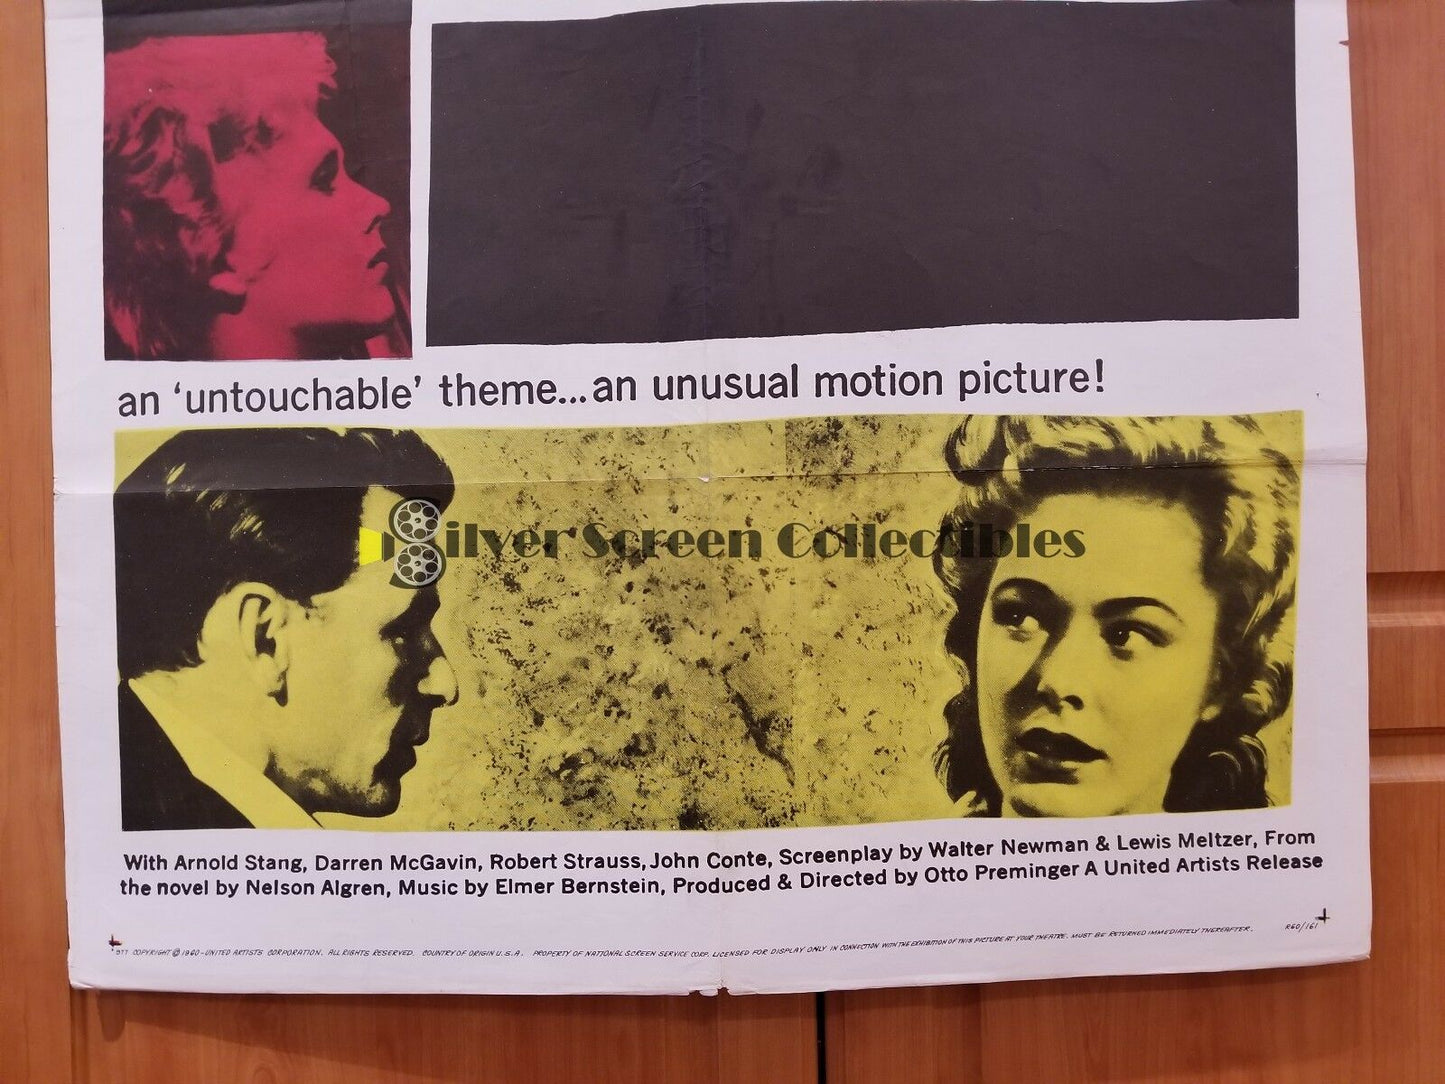 an 'untouchable' theme...an unusual motion picture!
Silver Screen Collectibles
With Arnold Stang, Darren McGavin, Robert Strauss, John Conte, Screenplay by Walter Newman & Lewis Meltzer, From
the novel by Nelson Algren, Music by Elmer Bernstein, Produced & Directed by Otto Preminger A United Artists Release
COPYRIGHT © 1960-UNITED ARTISTS CORPORATION. ALL RIGHTS RESERVED. COUNTRY OF ORIGIN U.S.A. PROPERTY OF NATIONAL SCREEN SERVICE CORP. LICENSED FOR DISPLAY ONLY IN CONNECTION WITH THE EXHIBITION OF THIS PICTURE AT YOUR THEATRE. MUST BE RETURNED IMMEDIATELY THEREAFTER. R60/161